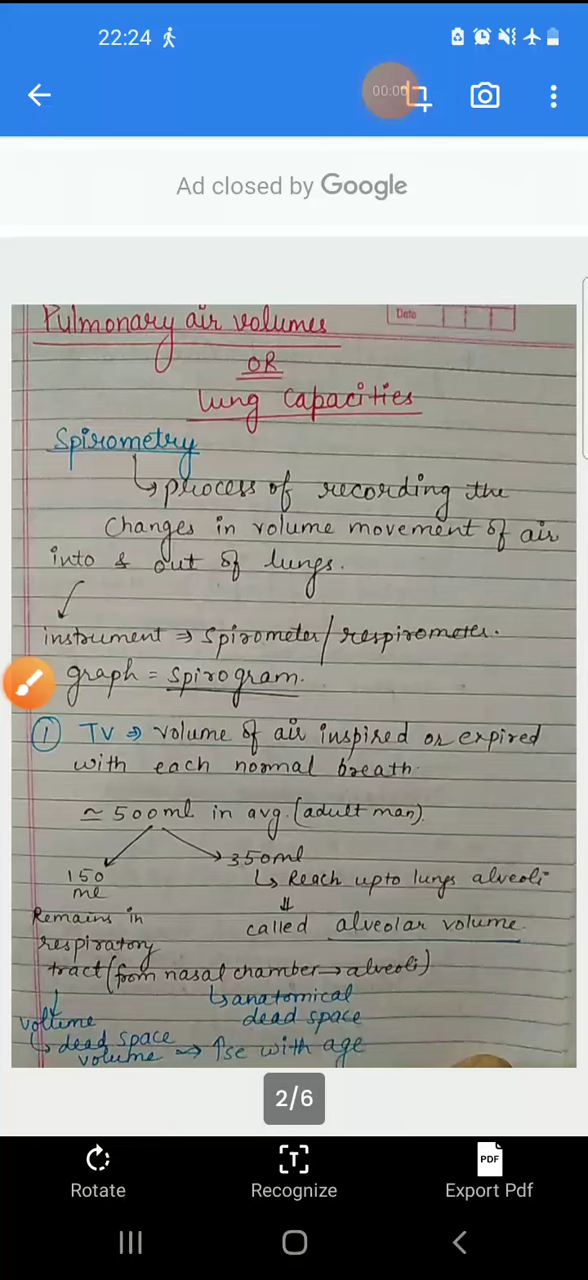 22:24
00:00
Ad closed by Google
Date
Pulmonary air volumes
OR
Lung Capacities
Spirometry
↳ process of recording the
changes in volume movement of air
into & out of lungs.
instrument ⇒ Spirometer/respirometer.
graph = Spirogram.
① TV ⇒ volume of air inspired or expired
with each normal breath.
≃ 500ml in avg. (adult man)
150
ml
350ml
↳ Reach upto lungs alveoli
⇓
called alveolar volume
Remains in
respiratory
tract (from nasal chamber → alveoli)
↳ anatomical
dead space
volume
↳ dead space
volume ⇒ ↑se with age
2/6
Rotate
Recognize
PDF
Export Pdf